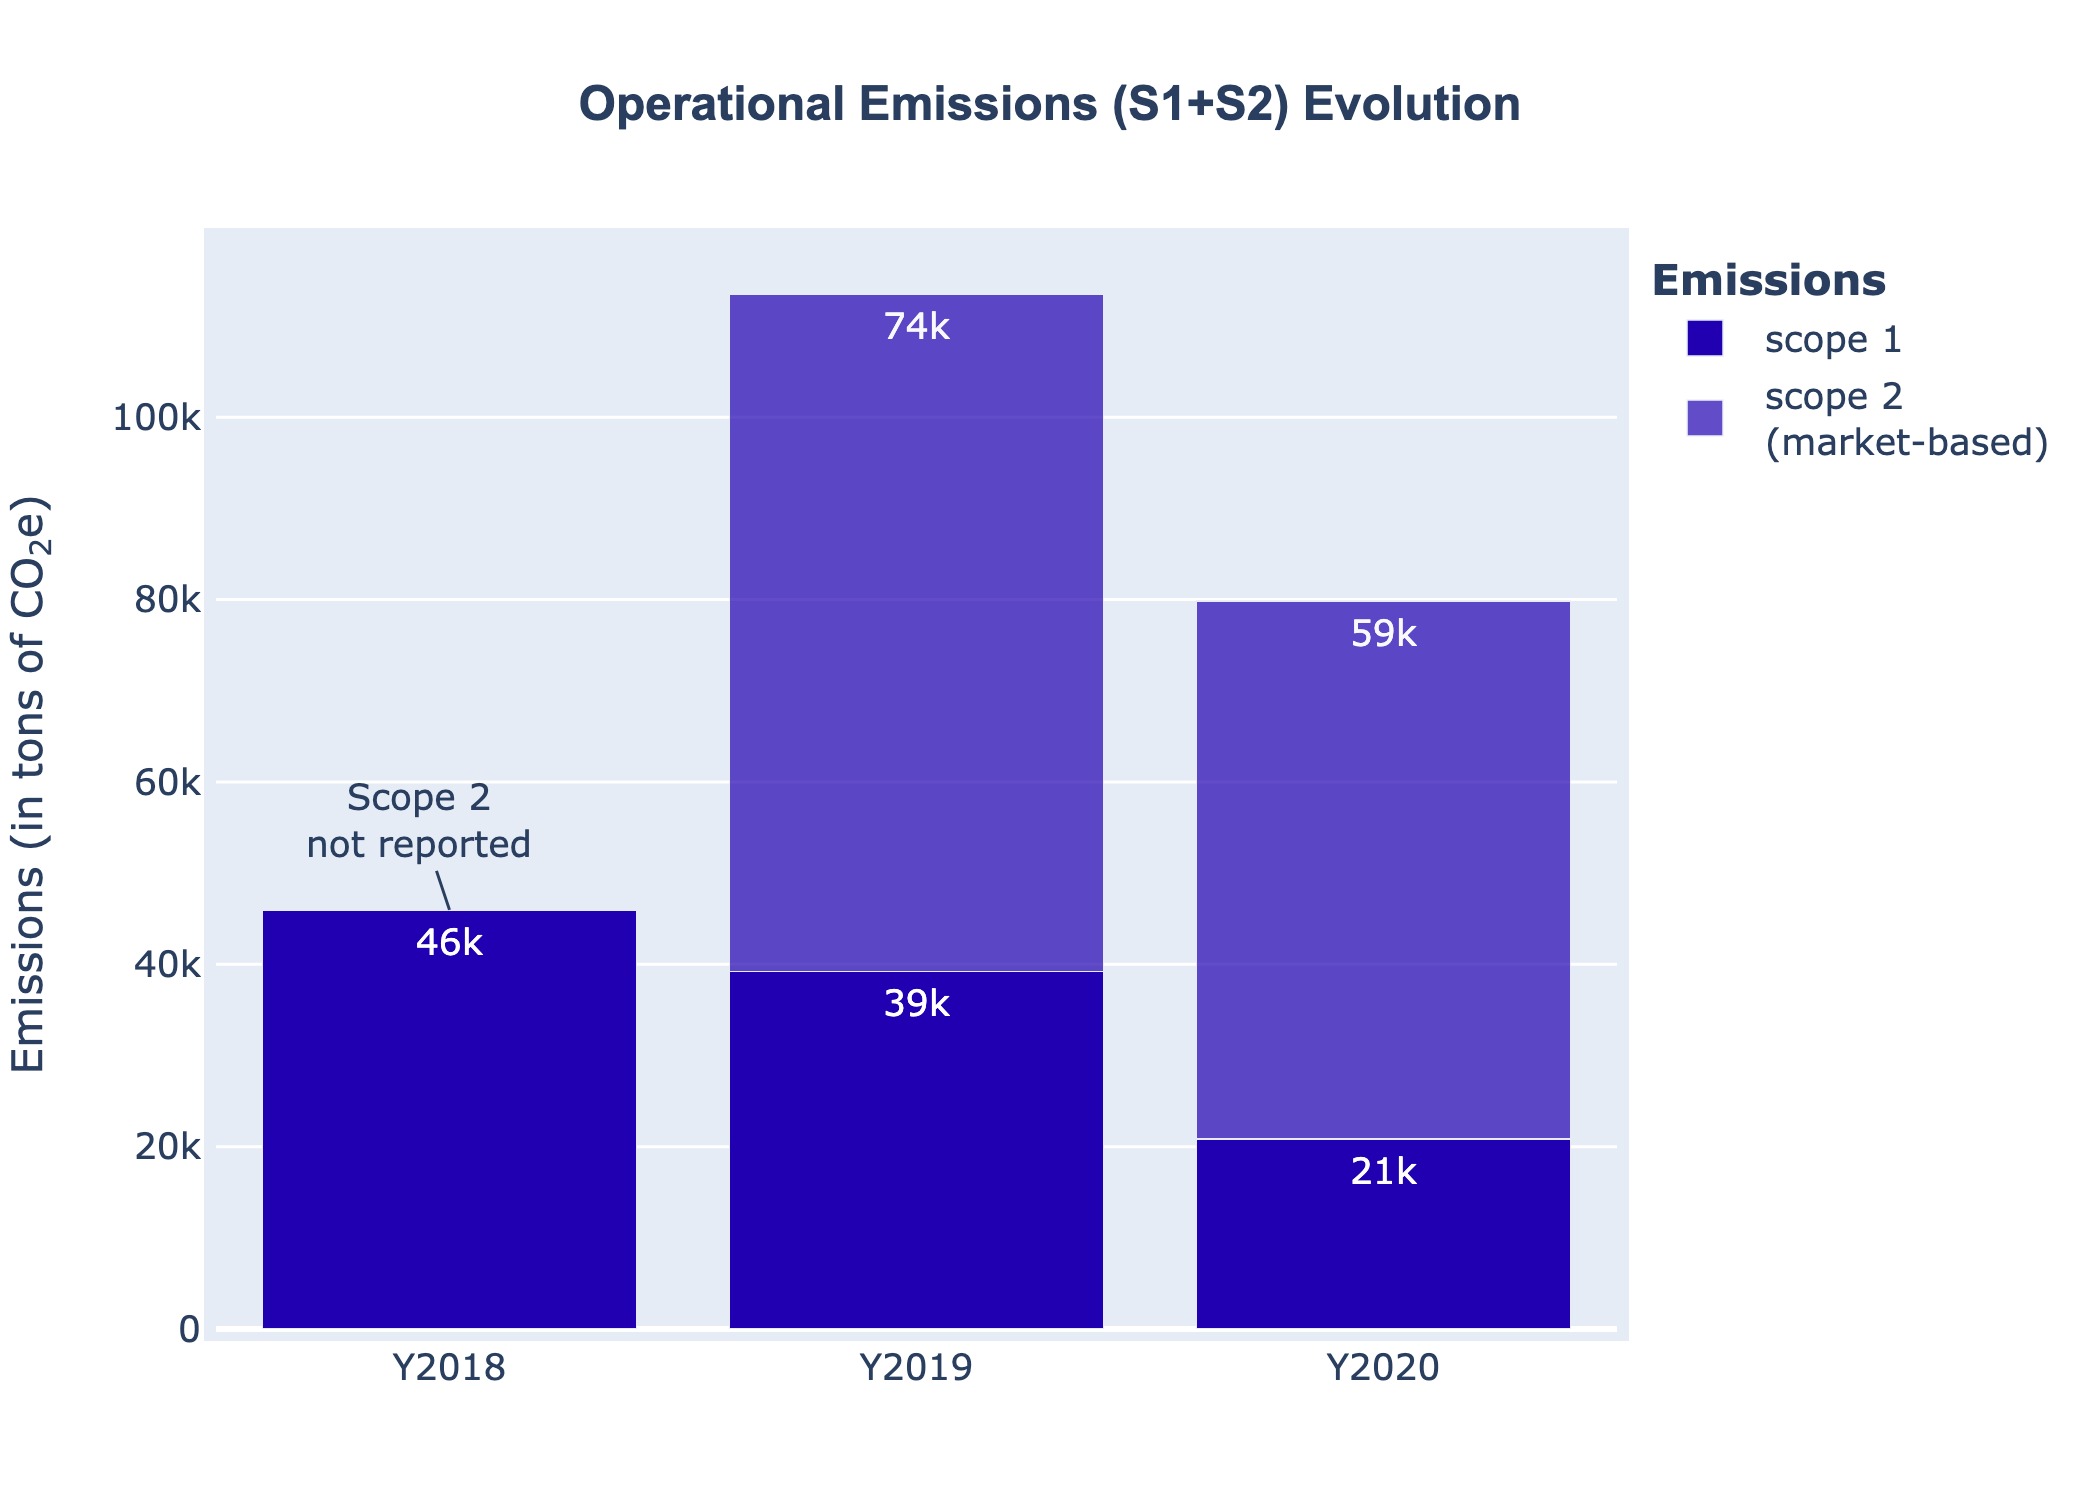 Operational Emissions (S1+S2) Evolution
Emissions (in tons of CO₂e)
100k
80k
60k
40k
20k
0
Scope 2
not reported
46k
74k
39k
59k
21k
Y2018
Y2019
Y2020
Emissions
scope 1
scope 2
(market-based)